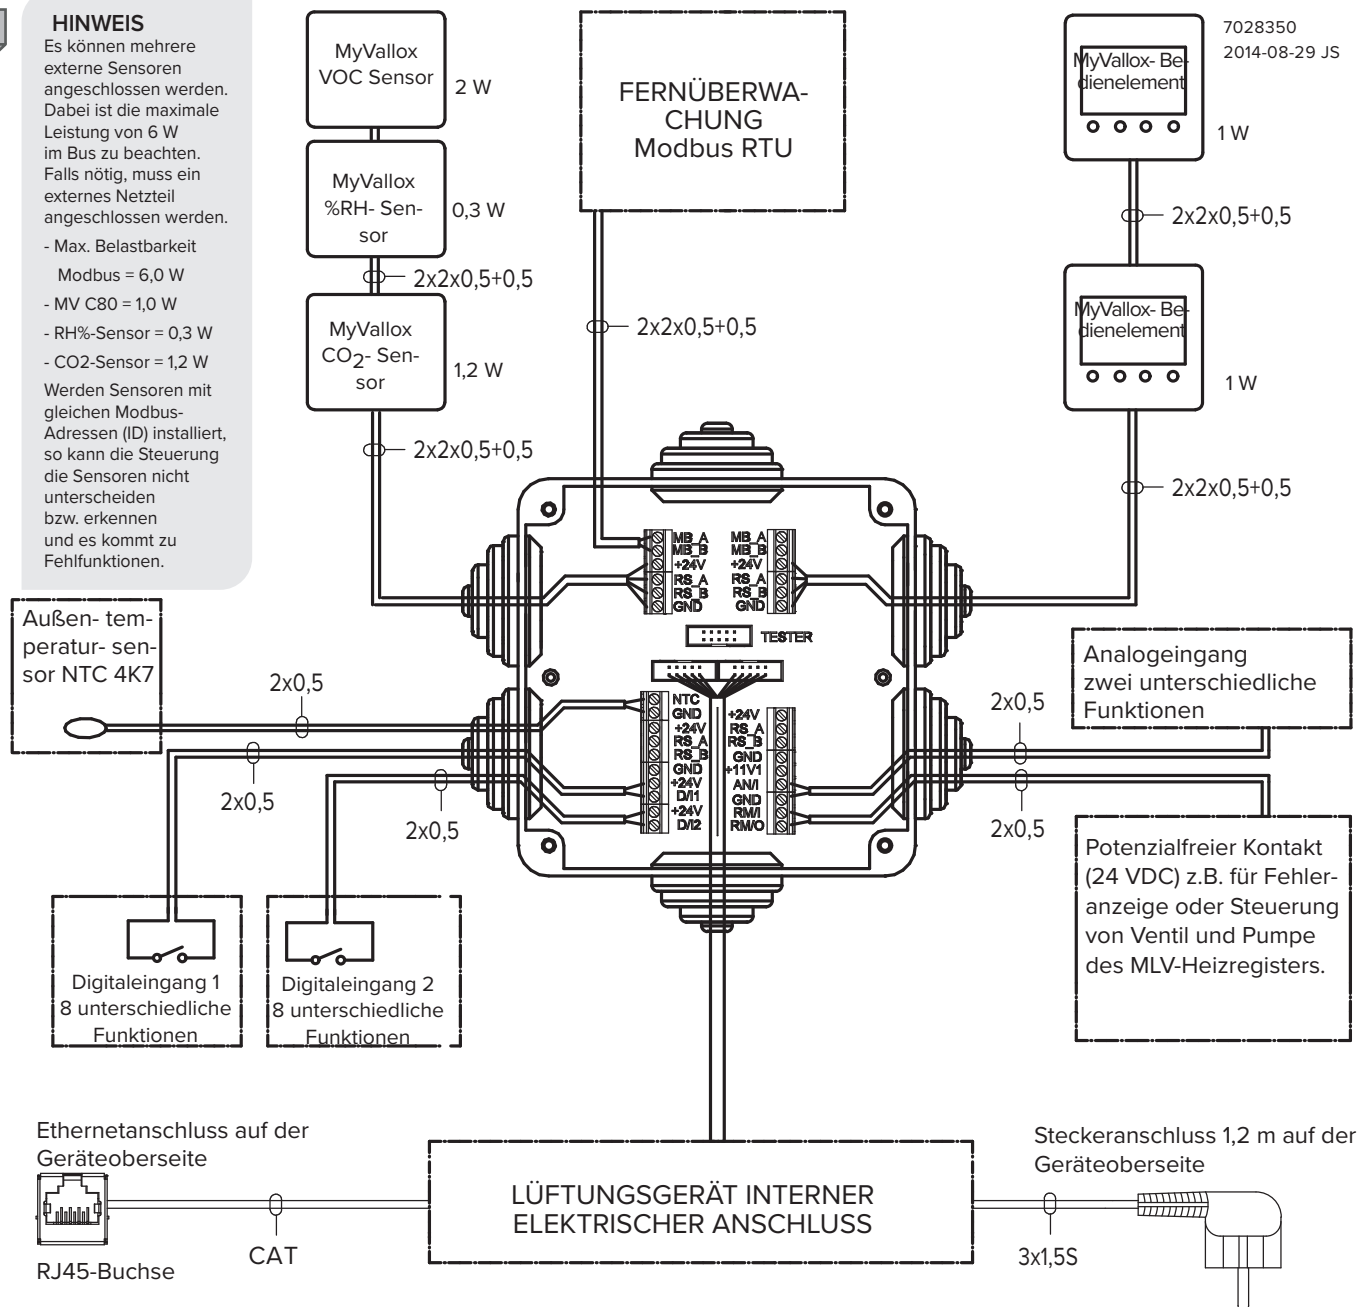 HINWEIS
Es können mehrere
externe Sensoren
angeschlossen werden.
Dabei ist die maximale
Leistung von 6 W
im Bus zu beachten.
Falls nötig, muss ein
externes Netzteil
angeschlossen werden.
- Max. Belastbarkeit
Modbus = 6,0 W
- MV C80 = 1,0 W
- RH%-Sensor = 0,3 W
- CO2-Sensor = 1,2 W
Werden Sensoren mit
gleichen Modbus-
Adressen (ID) installiert,
so kann die Steuerung
die Sensoren nicht
unterscheiden
bzw. erkennen
und es kommt zu
Fehlfunktionen.
MyVallox
VOC Sensor
2 W
MyVallox
%RH- Sen-
sor
0,3 W
2x2x0,5+0,5
MyVallox
CO2- Sen-
sor
1,2 W
2x2x0,5+0,5
FERNÜBERWA-
CHUNG
Modbus RTU
2x2x0,5+0,5
7028350
2014-08-29 JS
MyVallox- Be-
dienelement
1 W
2x2x0,5+0,5
MyVallox- Be-
dienelement
1 W
2x2x0,5+0,5
MB_A
MB_B
+24V
RS_A
RS_B
GND
MB_A
MB_B
+24V
RS_A
RS_B
GND
TESTER
NTC
GND
+24V
RS_A
RS_B
GND
+24V
D/I1
+24V
D/I2
+24V
RS_A
RS_B
GND
+11V1
AN/I
GND
RM/I
RM/O
Außen- tem-
peratur- sen-
sor NTC 4K7
2x0,5
2x0,5
2x0,5
Digitaleingang 1
8 unterschiedliche
Funktionen
Digitaleingang 2
8 unterschiedliche
Funktionen
Analogeingang
zwei unterschiedliche
Funktionen
2x0,5
2x0,5
Potenzialfreier Kontakt
(24 VDC) z.B. für Fehler-
anzeige oder Steuerung
von Ventil und Pumpe
des MLV-Heizregisters.
Ethernetanschluss auf der
Geräteoberseite
RJ45-Buchse
CAT
LÜFTUNGSGERÄT INTERNER
ELEKTRISCHER ANSCHLUSS
Steckeranschluss 1,2 m auf der
Geräteoberseite
3x1,5S